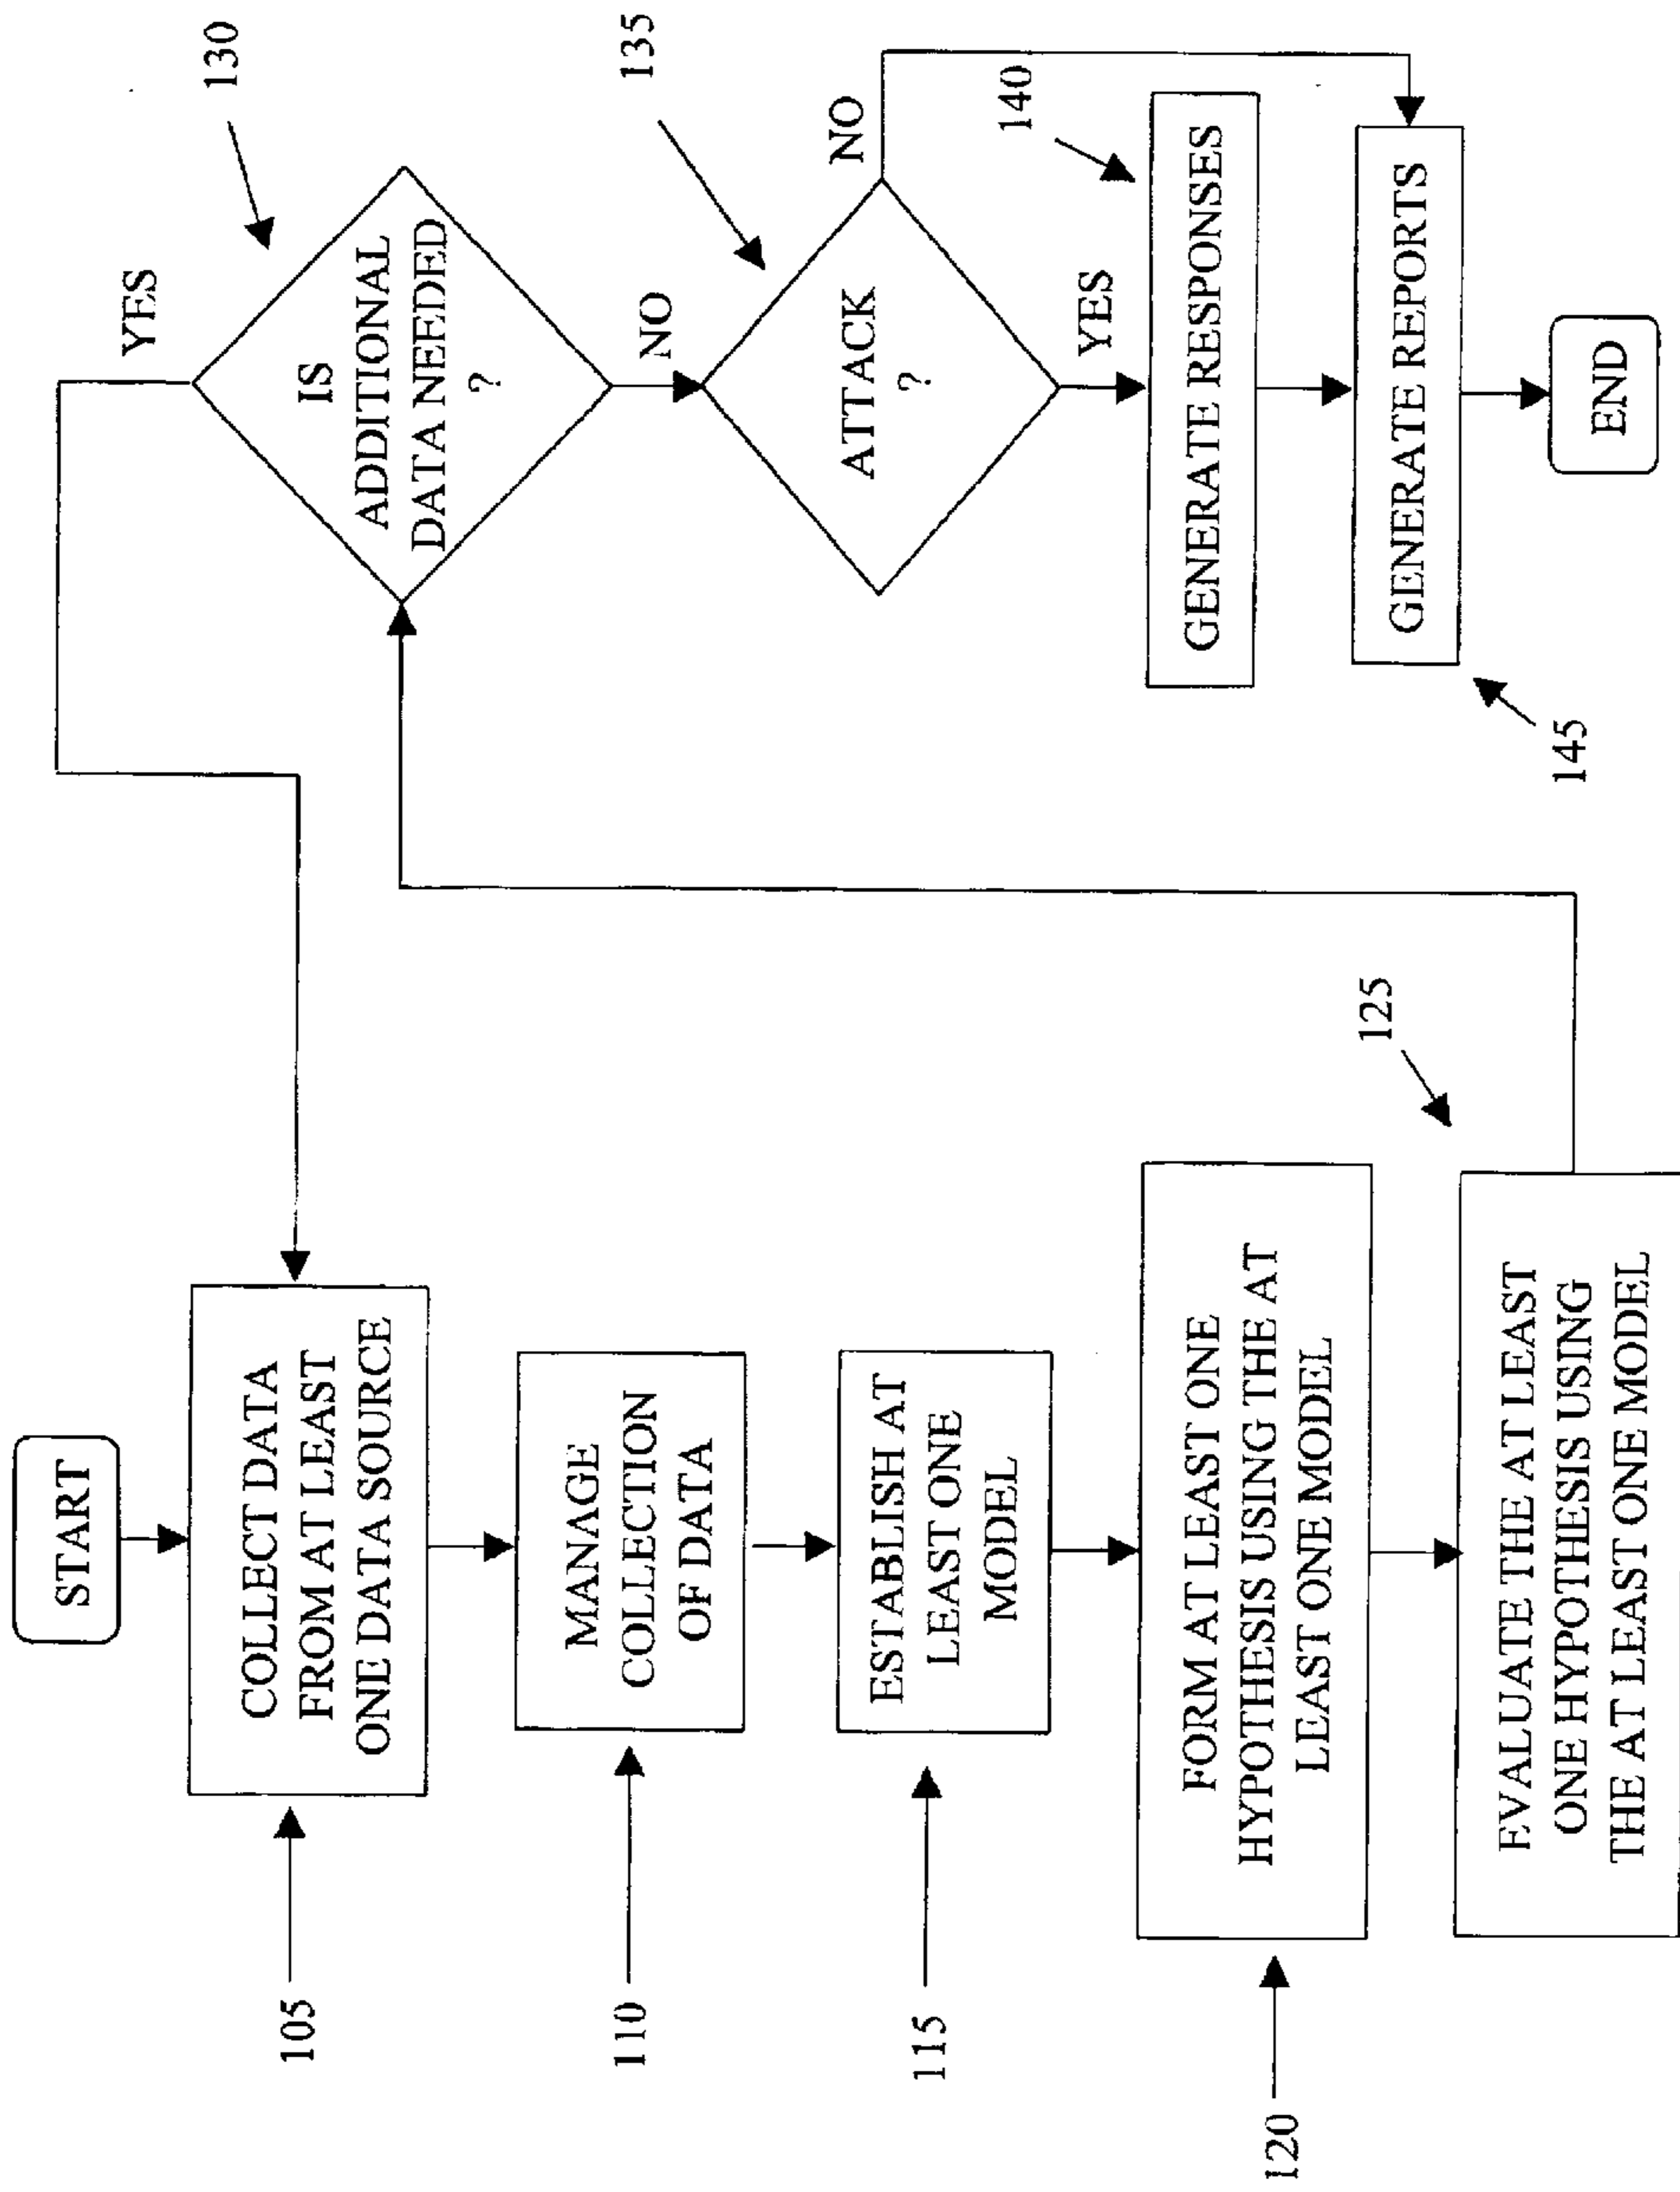 START
105
COLLECT DATA
FROM AT LEAST
ONE DATA SOURCE
110
MANAGE
COLLECTION
OF DATA
115
ESTABLISH AT
LEAST ONE
MODEL
120
FORM AT LEAST ONE
HYPOTHESIS USING THE AT
LEAST ONE MODEL
125
EVALUATE THE AT LEAST
ONE HYPOTHESIS USING
THE AT LEAST ONE MODEL
YES
130
IS
ADDITIONAL
DATA NEEDED
?
NO
135
ATTACK
?
NO
YES
140
GENERATE RESPONSES
GENERATE REPORTS
145
END